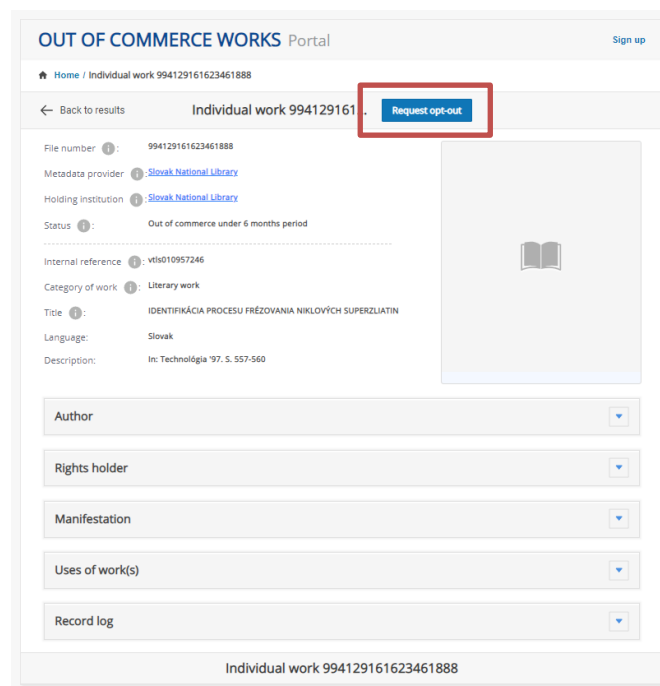 OUT OF COMMERCE WORKS Portal Sign up
Home / Individual work 994129161623461888
Back to results Individual work 994129161... Request opt-out
File number i : 994129161623461888
Metadata provider i : Slovak National Library
Holding institution i : Slovak National Library
Status i : Out of commerce under 6 months period
Internal reference i : vtls010957246
Category of work i : Literary work
Title i : IDENTIFIKÁCIA PROCESU FRÉZOVANIA NIKLOVÝCH SUPERZLIATIN
Language: Slovak
Description: In: Technológia '97. S. 557-560
Author
Rights holder
Manifestation
Uses of work(s)
Record log
Individual work 994129161623461888